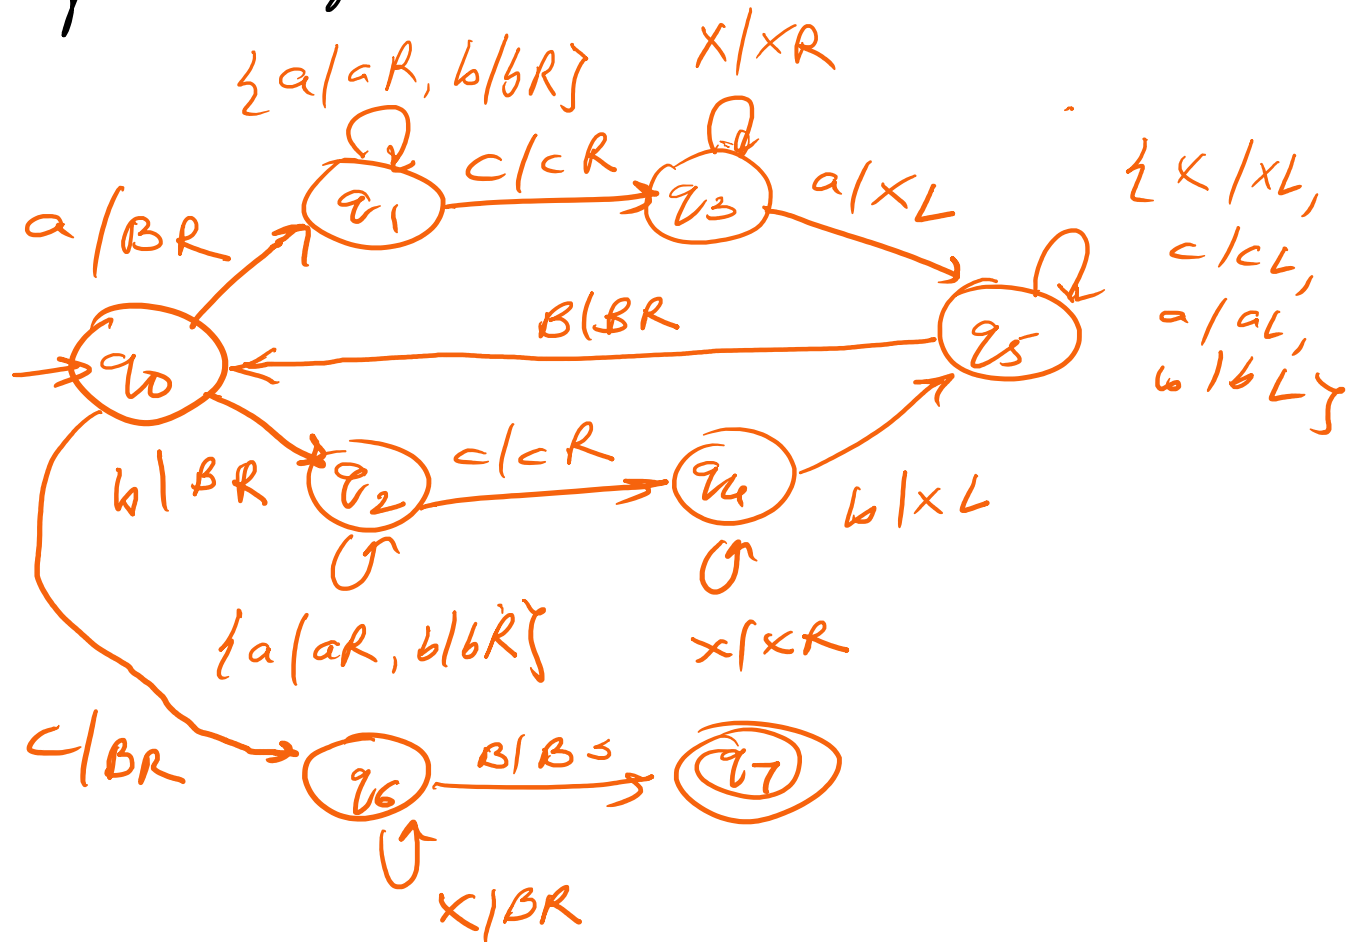 x/xR
{a/aR, b/bR}
c/cR
a/xL
{x/xL,
c/cL,
a/aL,
b/bL}
a/BR
q1
q3
B/BR
q5
q0
b/BR
q2
c/cR
q4
b/xL
{a/aR, b/bR}
x/xR
c/BR
q6
B/BS
q7
x/BR